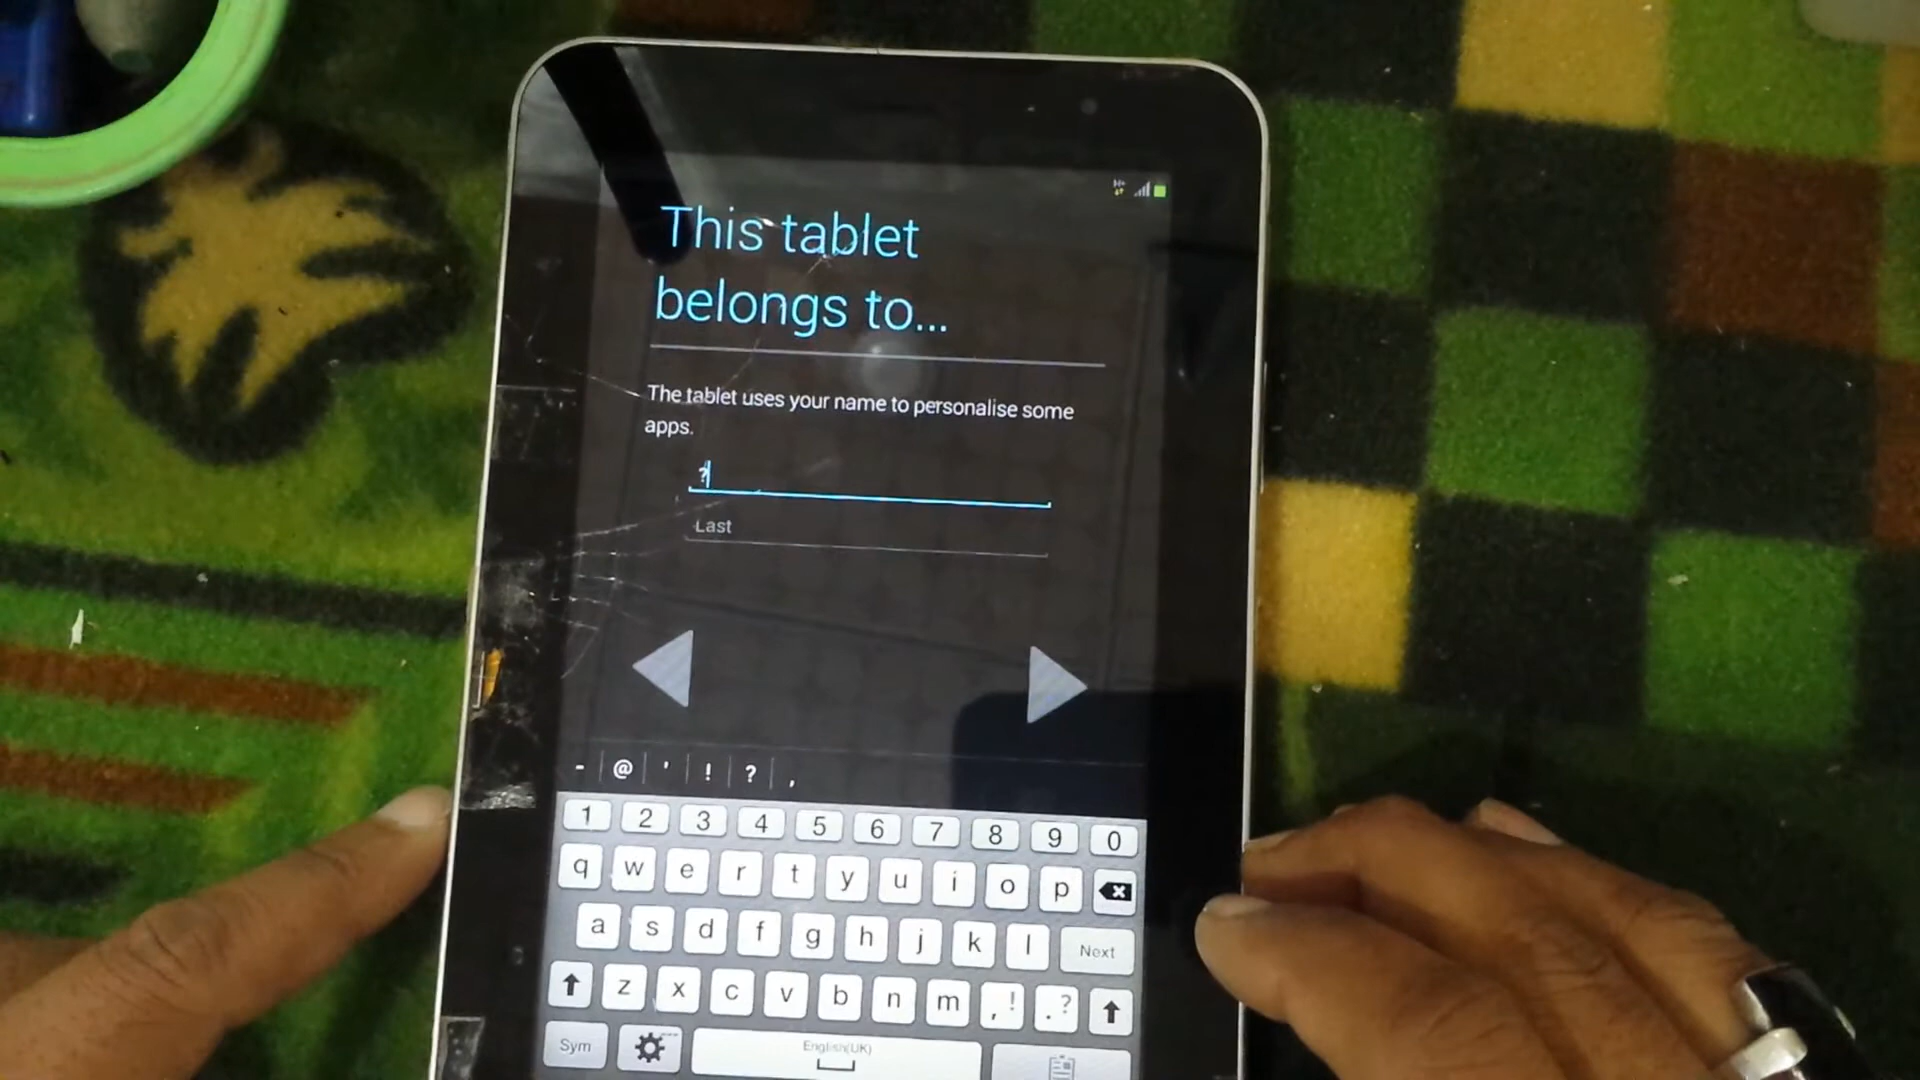 H+
This tablet
belongs to...
The tablet uses your name to personalise some
apps.
?
Last
- @ ' ! ? ,
1 2 3 4 5 6 7 8 9 0
q w e r t y u i o p
a s d f g h j k l Next
z x c v b n m , ! . ?
Sym English(UK)